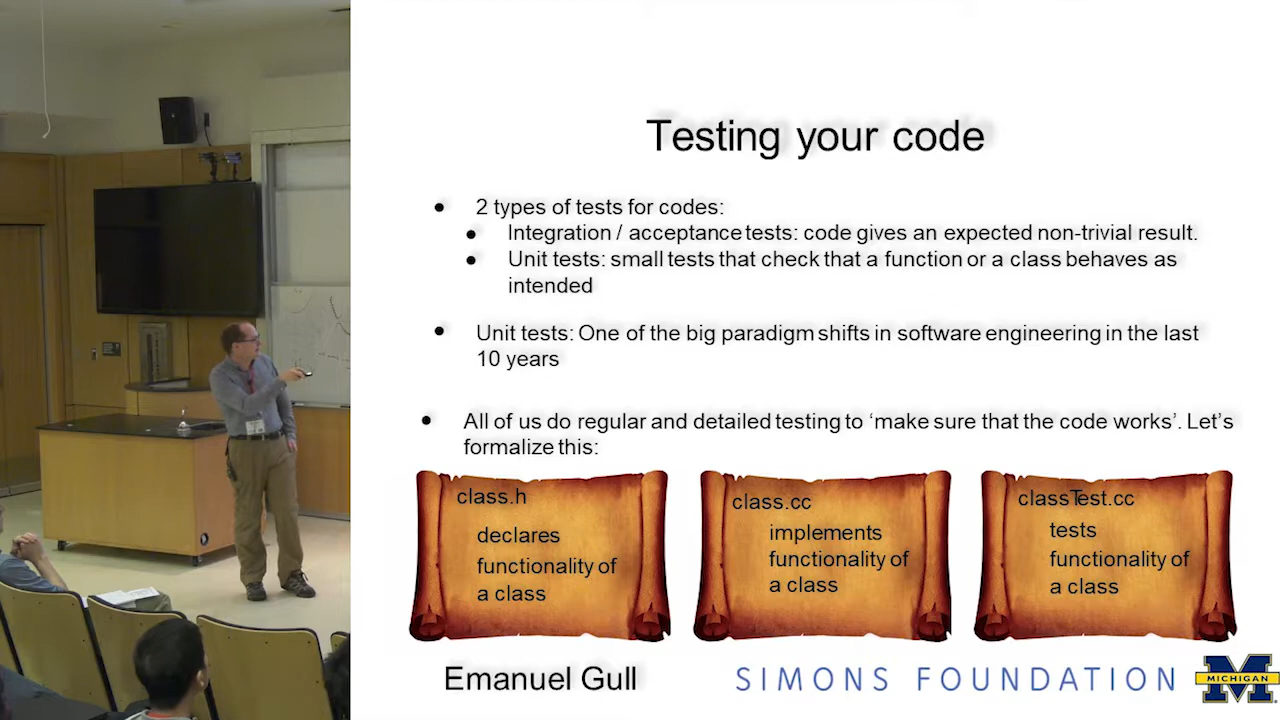 Testing your code
● 2 types of tests for codes:
● Integration / acceptance tests: code gives an expected non-trivial result.
● Unit tests: small tests that check that a function or a class behaves as
intended
● Unit tests: One of the big paradigm shifts in software engineering in the last
10 years
● All of us do regular and detailed testing to ‘make sure that the code works’. Let’s
formalize this:
class.h
declares
functionality of
a class
class.cc
implements
functionality of
a class
classTest.cc
tests
functionality of
a class
Emanuel Gull
SIMONS FOUNDATION
MICHIGAN